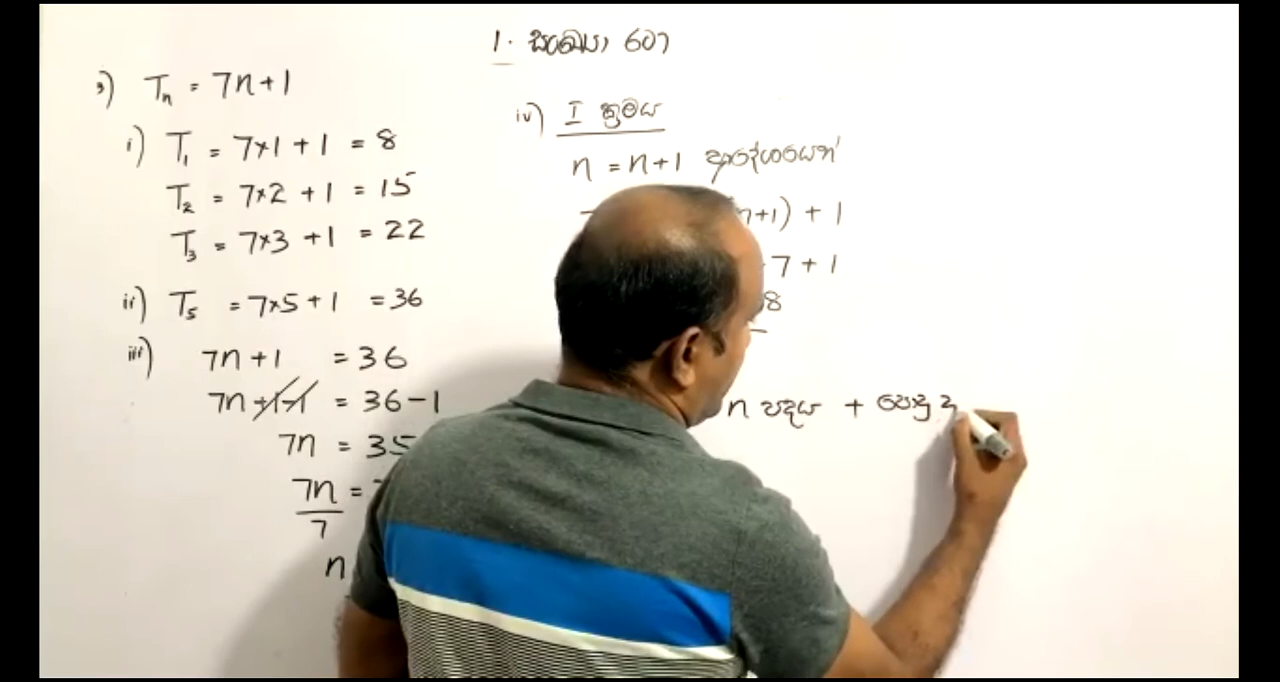 1. සංඛ්‍යා රටා
3) Tₙ = 7n+1
i) T₁ = 7×1 + 1 = 8
T₂ = 7×2 + 1 = 15
T₃ = 7×3 + 1 = 22
ii) T₅ = 7×5 + 1 = 36
iii) 7n + 1 = 36
7n + 1 - 1 = 36 - 1
7n = 35
7n/7 =
n
iv) I ක්‍රමය
n = n+1 ආදේශයෙන්
n+1) + 1
7 + 1
8
n පදය + පොදු